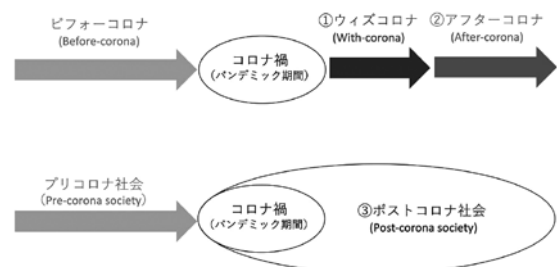 ビフォーコロナ
(Before-corona)
コロナ禍
(パンデミック期間)
①ウィズコロナ
(With-corona)
②アフターコロナ
(After-corona)
プリコロナ社会
(Pre-corona society)
コロナ禍
(パンデミック期間)
③ポストコロナ社会
(Post-corona society)